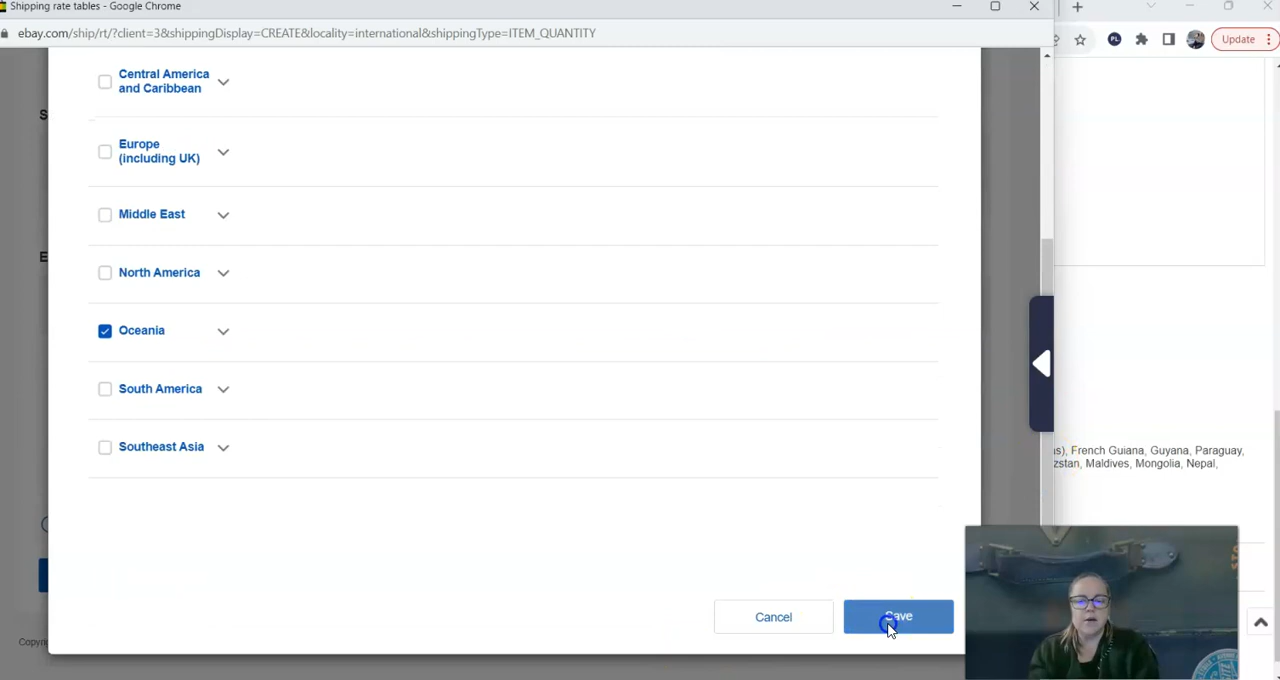 Shipping rate tables - Google Chrome
ebay.com/ship/rt/?client=3&shippingDisplay=CREATE&locality=international&shippingType=ITEM_QUANTITY
Update
Central America
and Caribbean
Europe
(including UK)
Middle East
North America
Oceania
South America
Southeast Asia
Cancel
Save
PL
French Guiana, Guyana, Paraguay,
Maldives, Mongolia, Nepal,